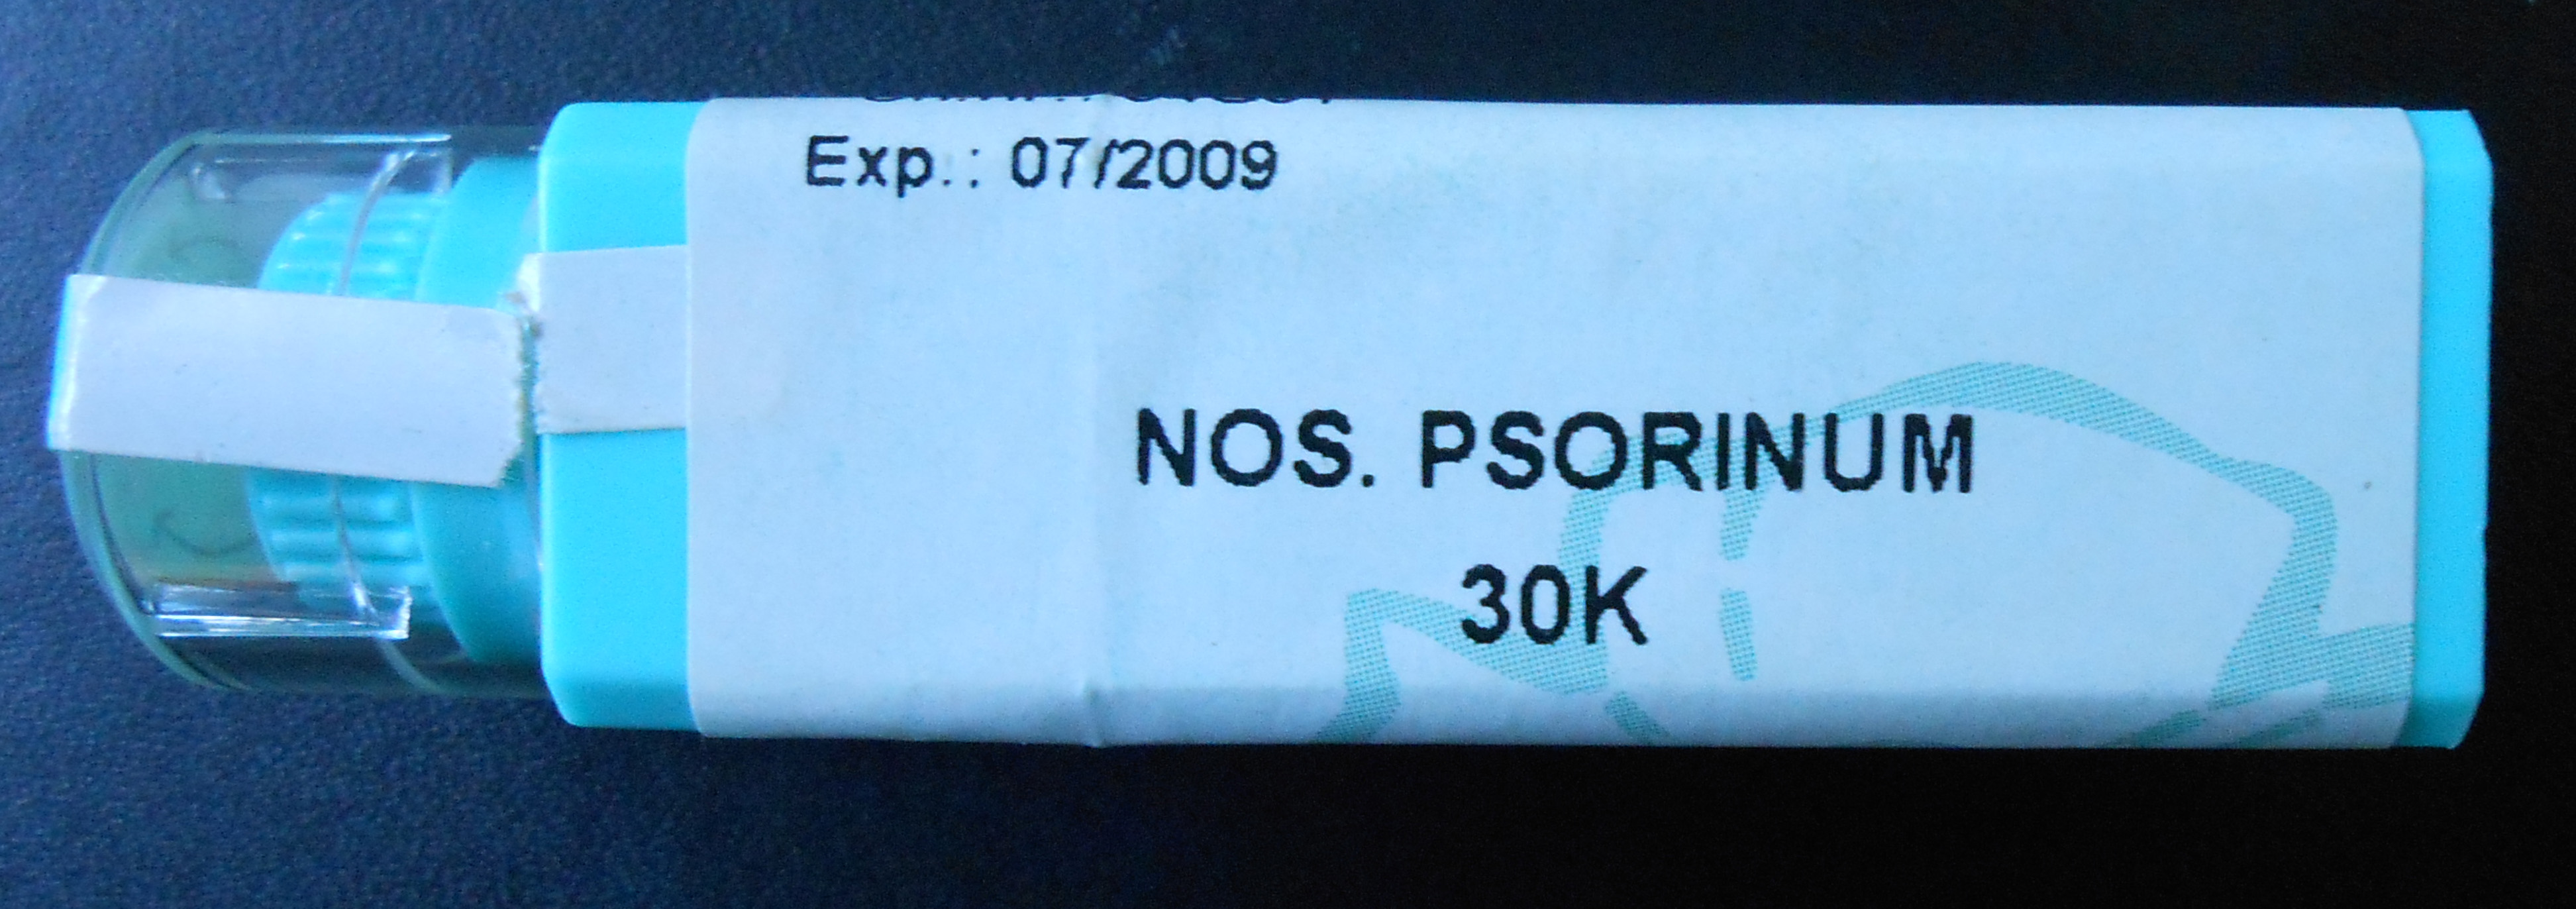 Exp.: 07/2009
NOS. PSORINUM
30K